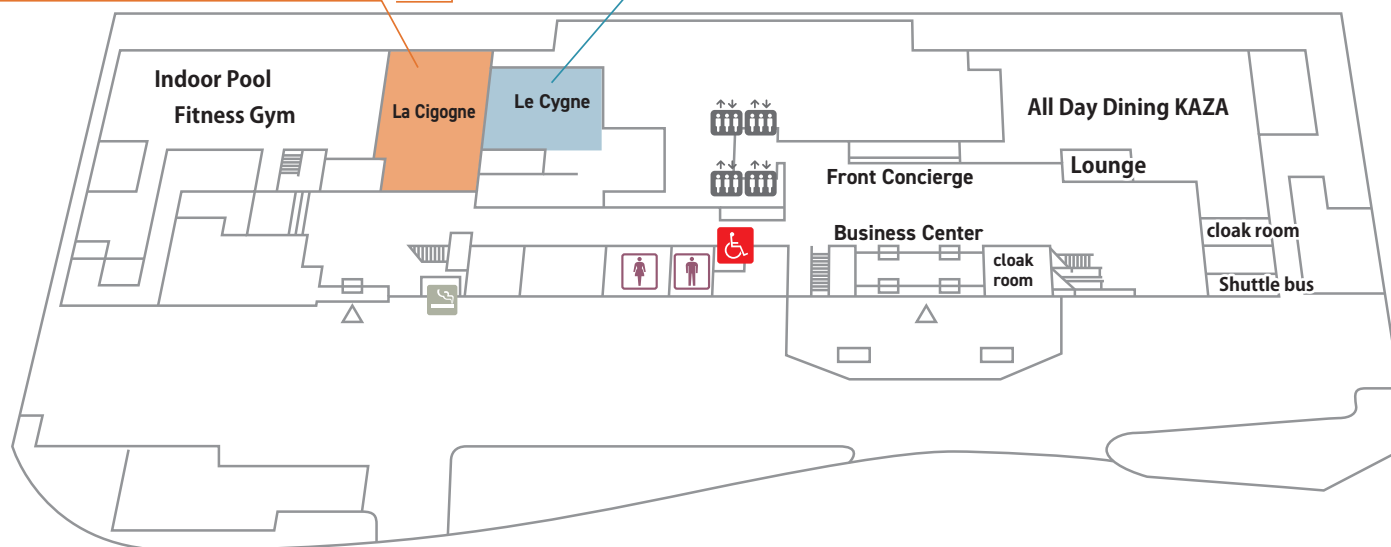 Indoor Pool
Fitness Gym
La Cigogne
Le Cygne
All Day Dining KAZA
Lounge
Front Concierge
Business Center
cloak room
cloak
room
Shuttle bus